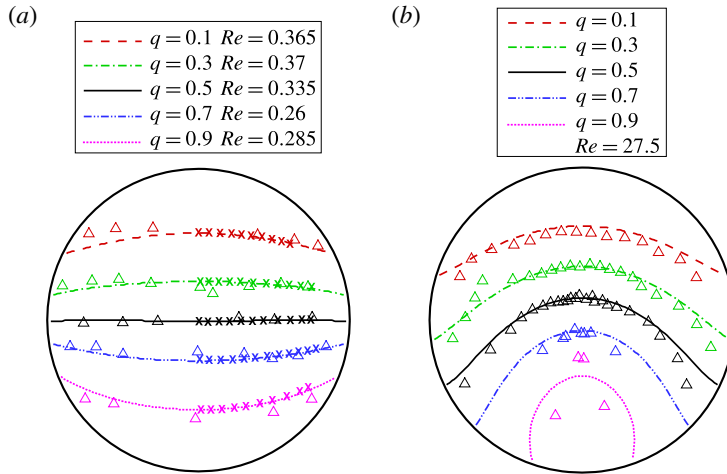 (a)
q = 0.1 Re = 0.365
q = 0.3 Re = 0.37
q = 0.5 Re = 0.335
q = 0.7 Re = 0.26
q = 0.9 Re = 0.285
(b)
q = 0.1
q = 0.3
q = 0.5
q = 0.7
q = 0.9
Re = 27.5